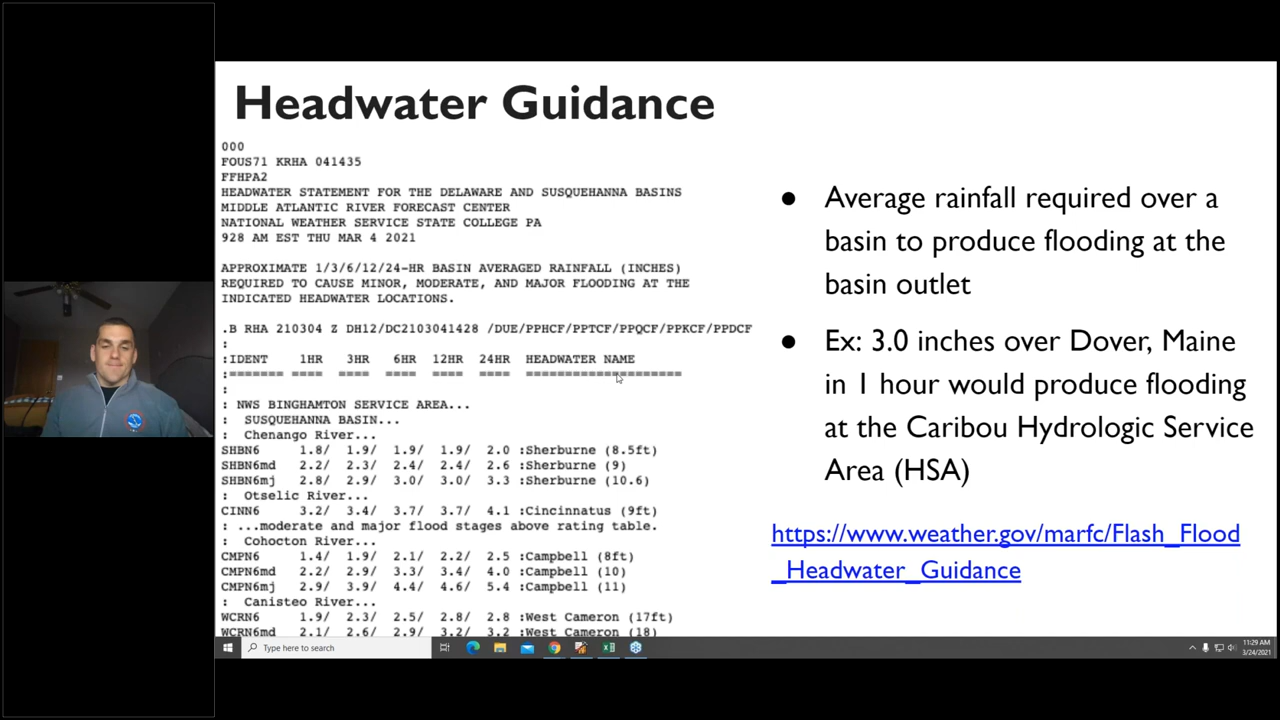 Headwater Guidance
000
FOUS71 KRHA 041435
FFHPA2
HEADWATER STATEMENT FOR THE DELAWARE AND SUSQUEHANNA BASINS
MIDDLE ATLANTIC RIVER FORECAST CENTER
NATIONAL WEATHER SERVICE STATE COLLEGE PA
928 AM EST THU MAR 4 2021
APPROXIMATE 1/3/6/12/24-HR BASIN AVERAGED RAINFALL (INCHES)
REQUIRED TO CAUSE MINOR, MODERATE, AND MAJOR FLOODING AT THE
INDICATED HEADWATER LOCATIONS.
.B RHA 210304 Z DH12/DC2103041428 /DUE/PPHCF/PPTCF/PPQCF/PPKCF/PPDCF
:
:IDENT 1HR 3HR 6HR 12HR 24HR HEADWATER NAME
:======= ==== ==== ==== ==== ==== ====================
:
: NWS BINGHAMTON SERVICE AREA...
: SUSQUEHANNA BASIN...
: Chenango River...
SHBN6 1.8/ 1.9/ 1.9/ 1.9/ 2.0 :Sherburne (8.5ft)
SHBN6md 2.2/ 2.3/ 2.4/ 2.4/ 2.6 :Sherburne (9)
SHBN6mj 2.8/ 2.9/ 3.0/ 3.0/ 3.3 :Sherburne (10.6)
: Otselic River...
CINN6 3.2/ 3.4/ 3.7/ 3.7/ 4.1 :Cincinnatus (9ft)
: ...moderate and major flood stages above rating table.
: Cohocton River...
CMPN6 1.4/ 1.9/ 2.1/ 2.2/ 2.5 :Campbell (8ft)
CMPN6md 2.2/ 2.9/ 3.3/ 3.4/ 4.0 :Campbell (10)
CMPN6mj 2.9/ 3.9/ 4.4/ 4.6/ 5.4 :Campbell (11)
: Canisteo River...
WCRN6 1.9/ 2.3/ 2.5/ 2.8/ 2.8 :West Cameron (17ft)
WCRN6md 2.1/ 2.6/ 2.9/ 3.2/ 3.2 :West Cameron (18)
● Average rainfall required over a
basin to produce flooding at the
basin outlet
● Ex: 3.0 inches over Dover, Maine
in 1 hour would produce flooding
at the Caribou Hydrologic Service
Area (HSA)
https://www.weather.gov/marfc/Flash_Flood
_Headwater_Guidance
Type here to search
11:29 AM
3/24/2021